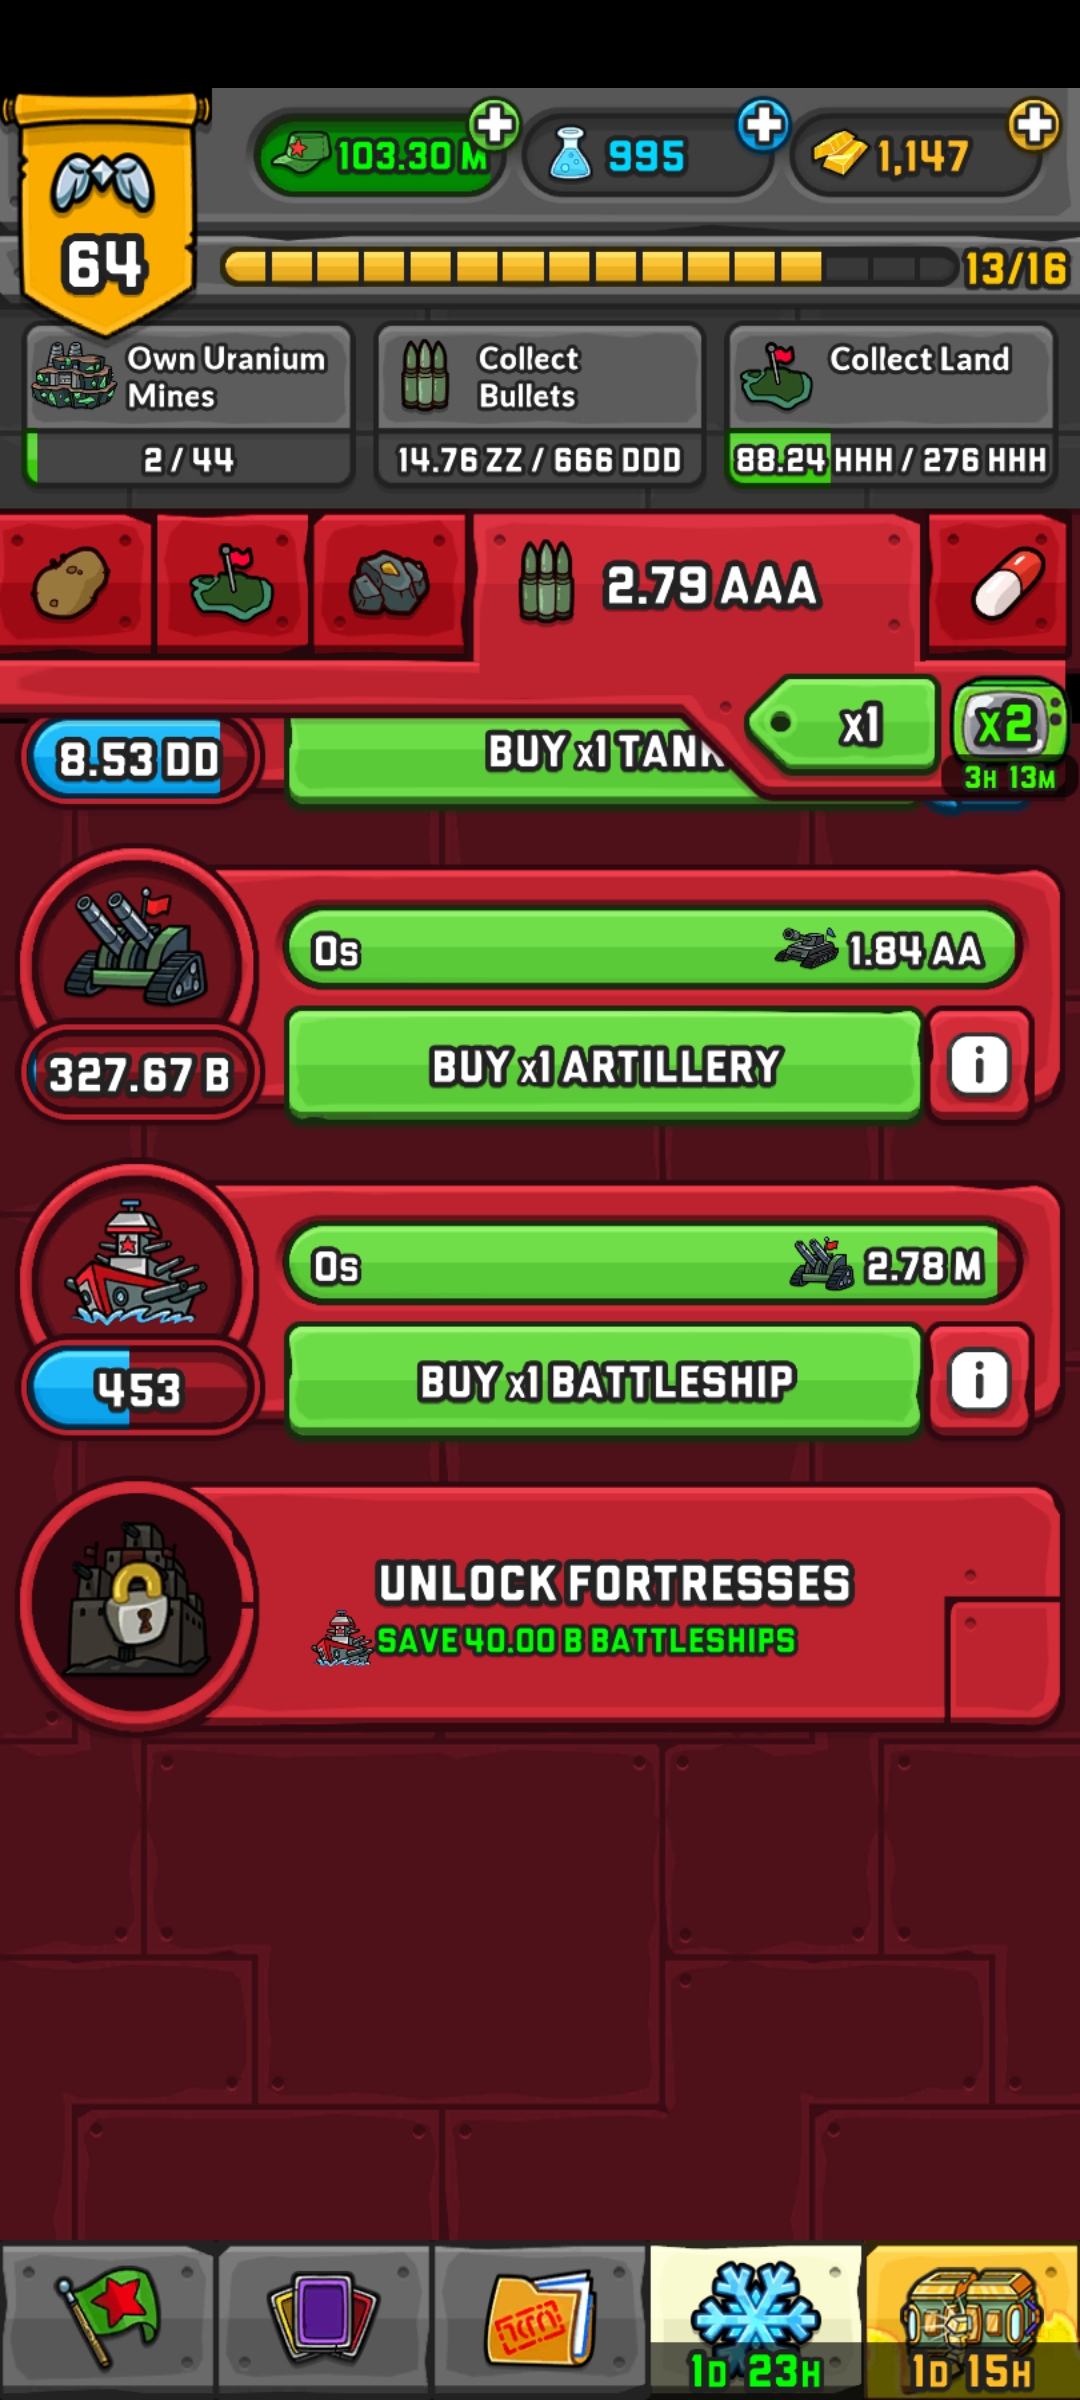 64
103.30 M
995
1,147
13/16
Own Uranium
Mines
2 / 44
Collect
Bullets
14.76 ZZ / 666 DDD
Collect Land
88.24 HHH / 276 HHH
2.79 AAA
x1
x2
3H 13M
8.53 DD
BUY x1 TANK
0s
1.84 AA
327.67 B
BUY x1 ARTILLERY
i
0s
2.78 M
453
BUY x1 BATTLESHIP
i
UNLOCK FORTRESSES
SAVE 40.00 B BATTLESHIPS
1D 23H
1D 15H